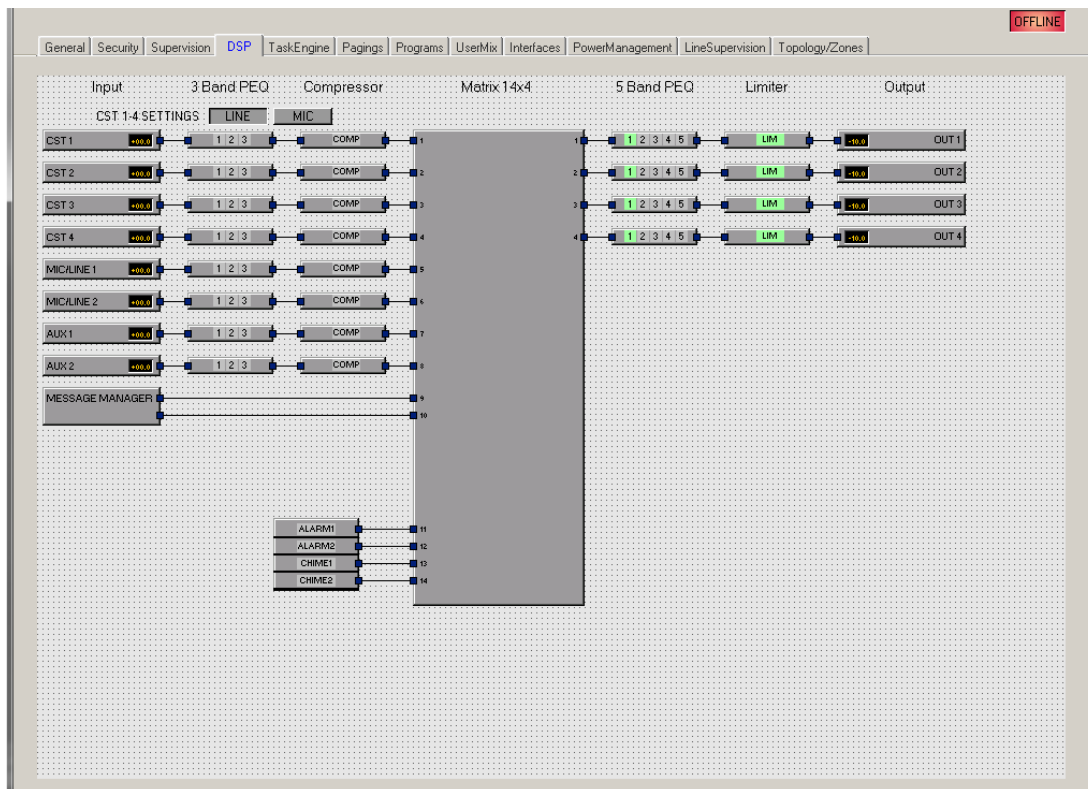 OFFLINE
General Security Supervision DSP TaskEngine Pagings Programs UserMix Interfaces PowerManagement LineSupervision Topology/Zones
Input 3 Band PEQ Compressor Matrix 14x4 5 Band PEQ Limiter Output
CST 1-4 SETTINGS LINE MIC
CST 1 +00.0 1 2 3 COMP 1 1 1 2 3 4 5 LIM -10.0 OUT 1
CST 2 +00.0 1 2 3 COMP 2 2 1 2 3 4 5 LIM -10.0 OUT 2
CST 3 +00.0 1 2 3 COMP 3 3 1 2 3 4 5 LIM -10.0 OUT 3
CST 4 +00.0 1 2 3 COMP 4 4 1 2 3 4 5 LIM -10.0 OUT 4
MIC/LINE 1 +00.0 1 2 3 COMP 5
MIC/LINE 2 +00.0 1 2 3 COMP 6
AUX 1 +00.0 1 2 3 COMP 7
AUX 2 +00.0 1 2 3 COMP 8
MESSAGE MANAGER 9
10
ALARM1 11
ALARM2 12
CHIME1 13
CHIME2 14